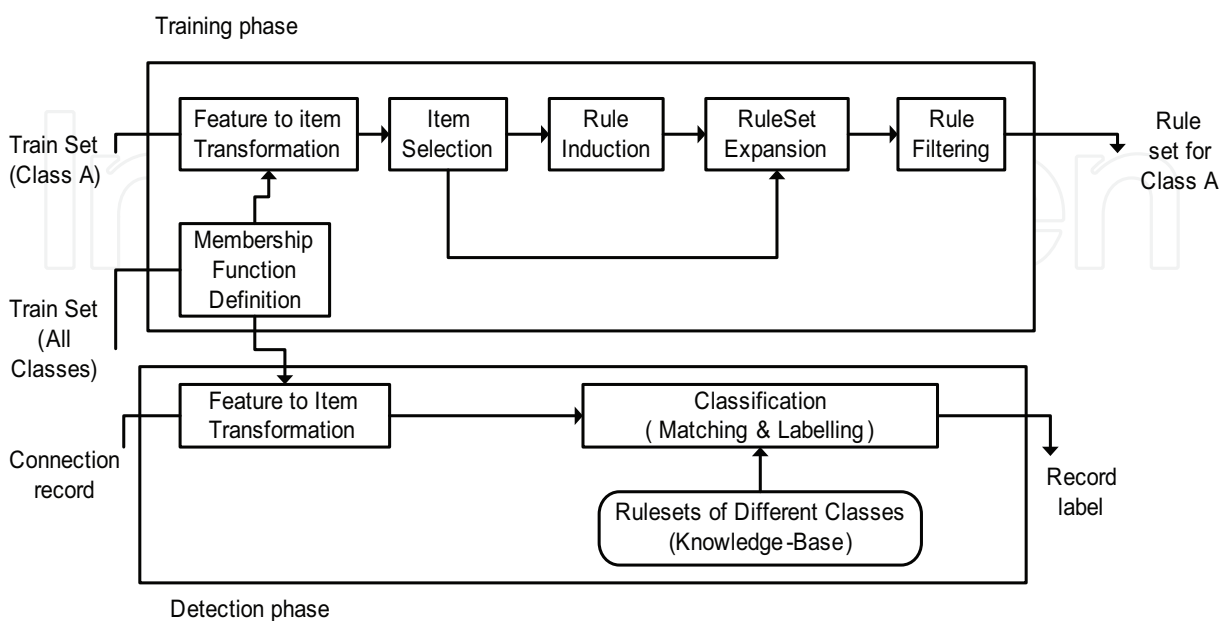 Training phase
Train Set
(Class A)
Feature to item
Transformation
Item
Selection
Rule
Induction
RuleSet
Expansion
Rule
Filtering
Rule
set for
Class A
Membership
Function
Definition
Train Set
(All
Classes)
Feature to Item
Transformation
Classification
( Matching & Labelling )
Connection
record
Rulesets of Different Classes
(Knowledge -Base)
Record
label
Detection phase